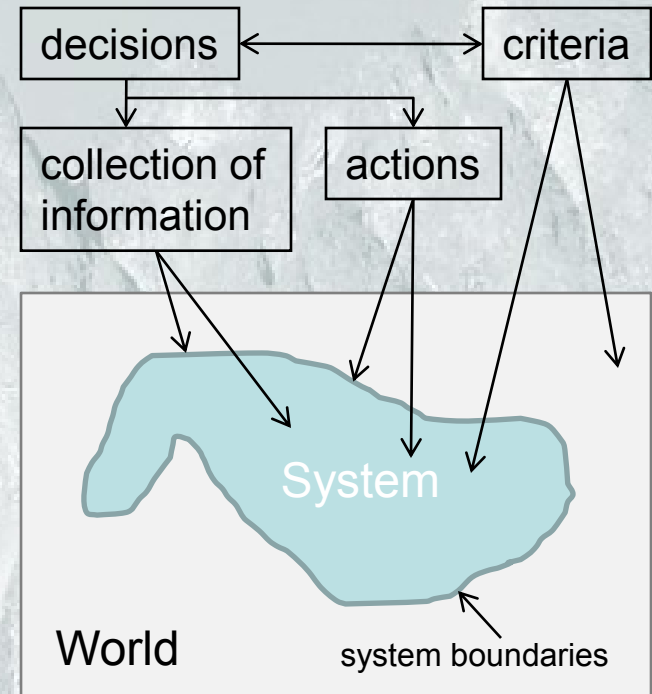 decisions
criteria
collection of
information
actions
System
World
system boundaries